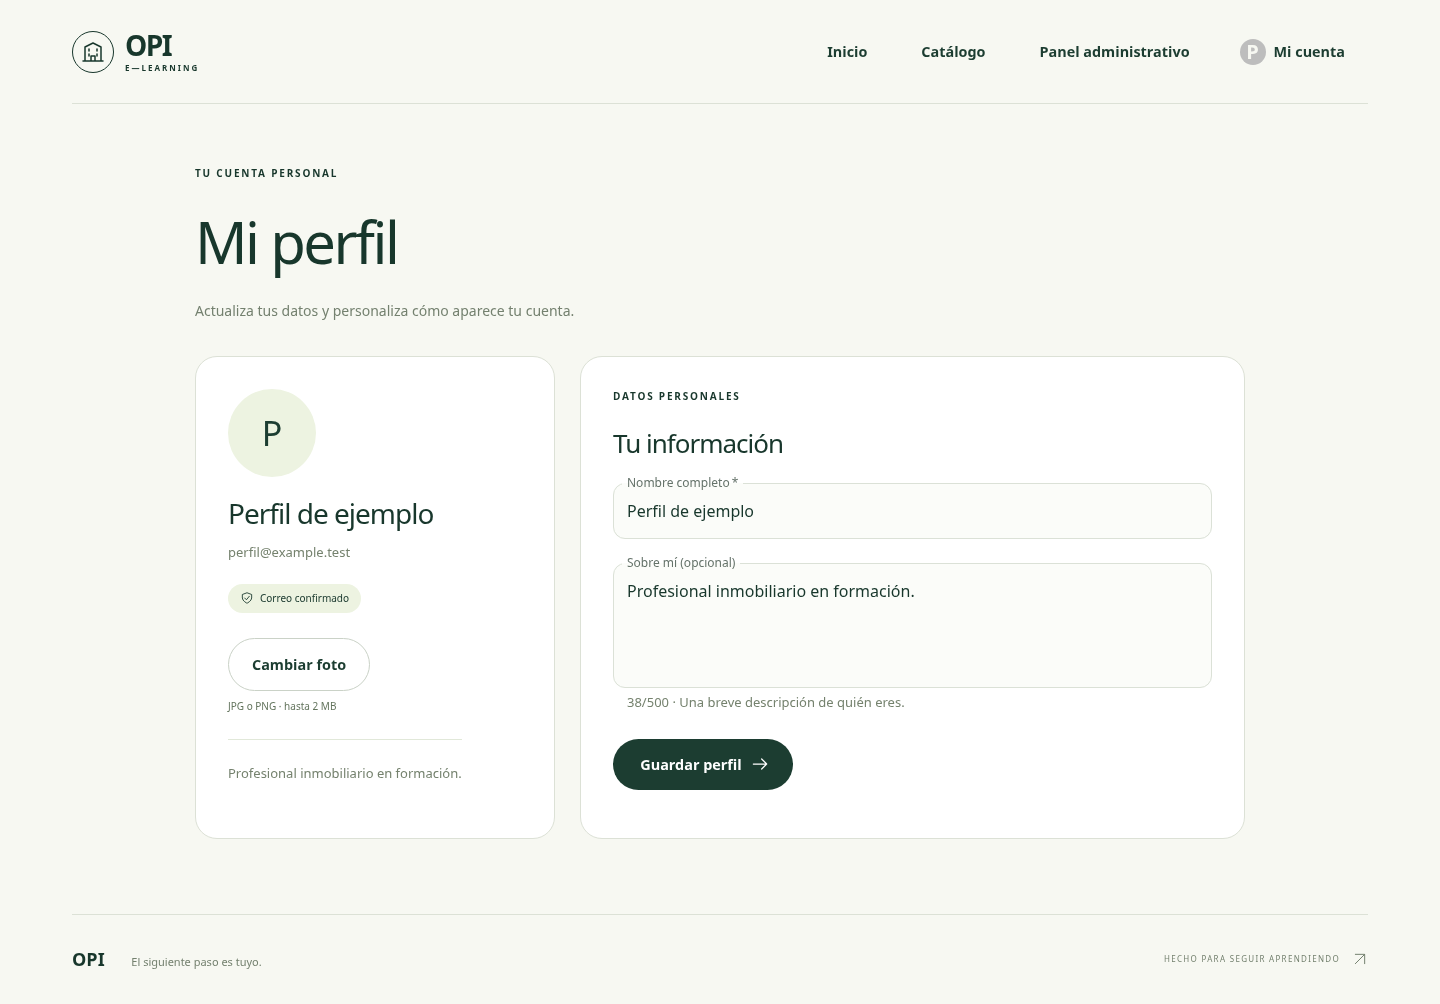 OPI
E—LEARNING
Inicio
Catálogo
Panel administrativo
P
Mi cuenta
TU CUENTA PERSONAL
Mi perfil
Actualiza tus datos y personaliza cómo aparece tu cuenta.
P
Perfil de ejemplo
perfil@example.test
Correo confirmado
Cambiar foto
JPG o PNG · hasta 2 MB
Profesional inmobiliario en formación.
DATOS PERSONALES
Tu información
Nombre completo *
Perfil de ejemplo
Sobre mí (opcional)
Profesional inmobiliario en formación.
38/500 · Una breve descripción de quién eres.
Guardar perfil
OPI
El siguiente paso es tuyo.
HECHO PARA SEGUIR APRENDIENDO